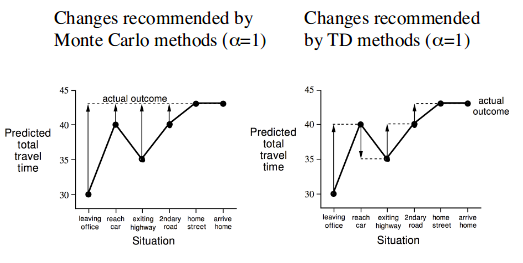 Changes recommended by
Monte Carlo methods (α=1)
45
40
35
30
Predicted
total
travel
time
actual outcome
leaving
office
reach
car
exiting
highway
2ndary
road
home
street
arrive
home
Situation
Changes recommended
by TD methods (α=1)
45
40
35
30
Predicted
total
travel
time
actual
outcome
leaving
office
reach
car
exiting
highway
2ndary
road
home
street
arrive
home
Situation